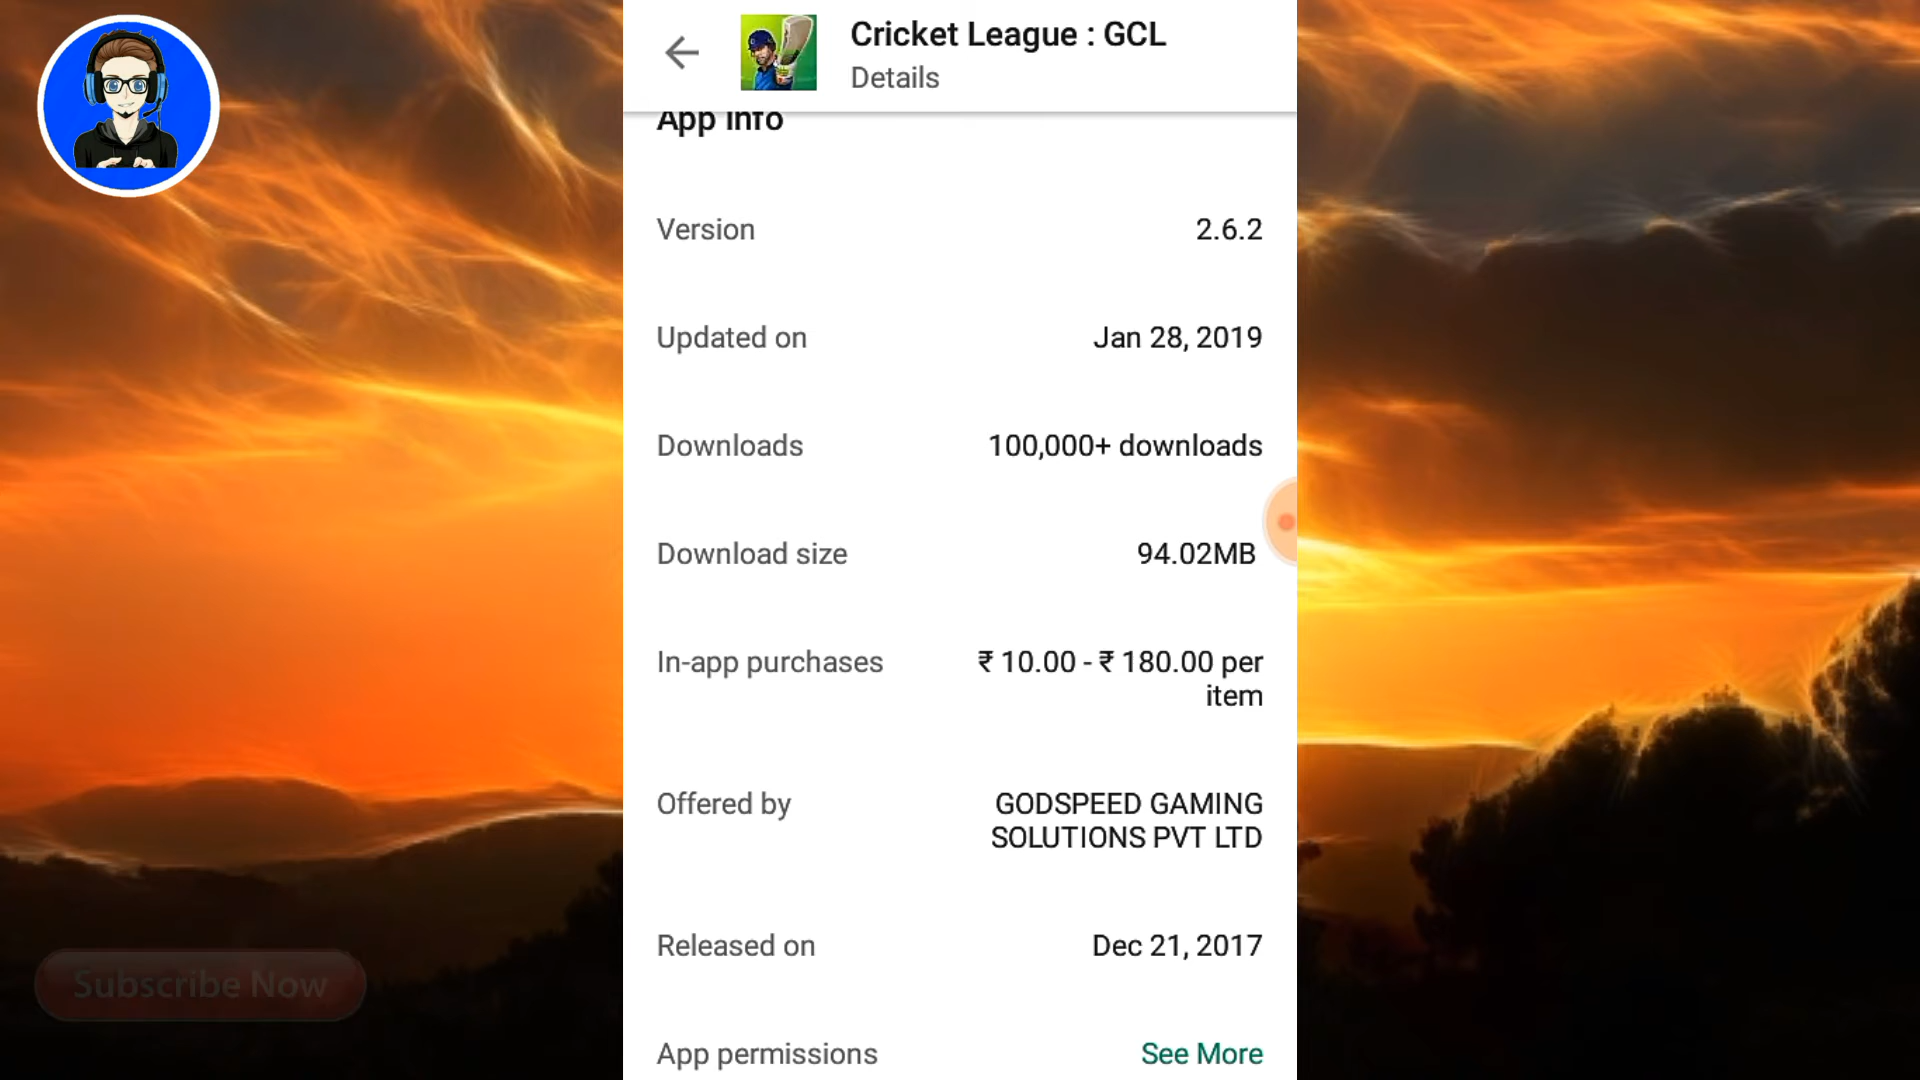 Cricket League : GCL
Details
App info
Version 2.6.2
Updated on Jan 28, 2019
Downloads 100,000+ downloads
Download size 94.02MB
In-app purchases ₹ 10.00 - ₹ 180.00 per
item
Offered by GODSPEED GAMING
SOLUTIONS PVT LTD
Released on Dec 21, 2017
Subscribe Now
App permissions See More